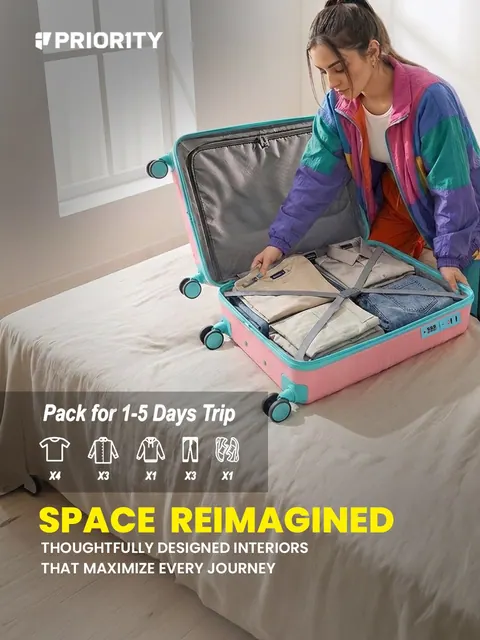 PRIORITY
Pack for 1-5 Days Trip
X4 X3 X1 X3 X1
SPACE REIMAGINED
THOUGHTFULLY DESIGNED INTERIORS
THAT MAXIMIZE EVERY JOURNEY